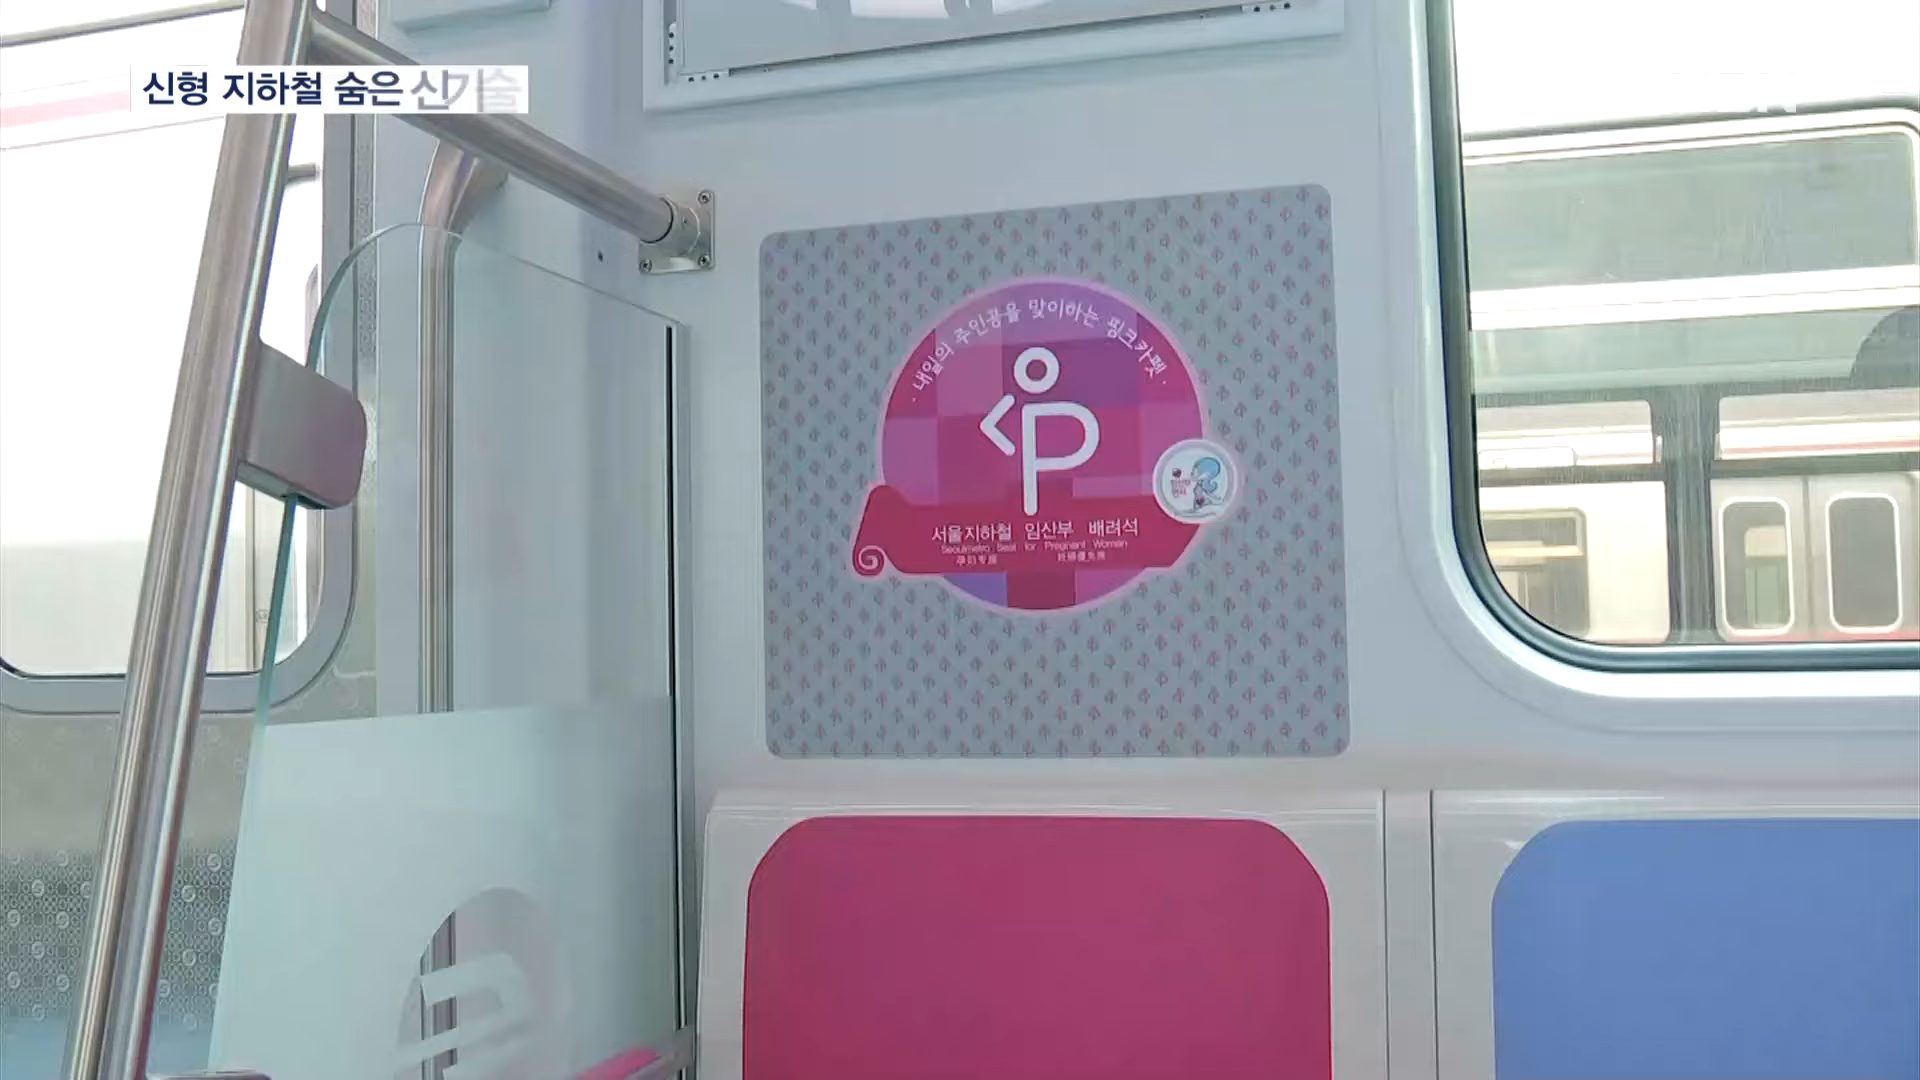 신형 지하철 숨은 신기술
내일의 주인공을 맞이하는 핑크카펫
서울지하철 임산부 배려석
Seoulmetro Seat for Pregnant Women